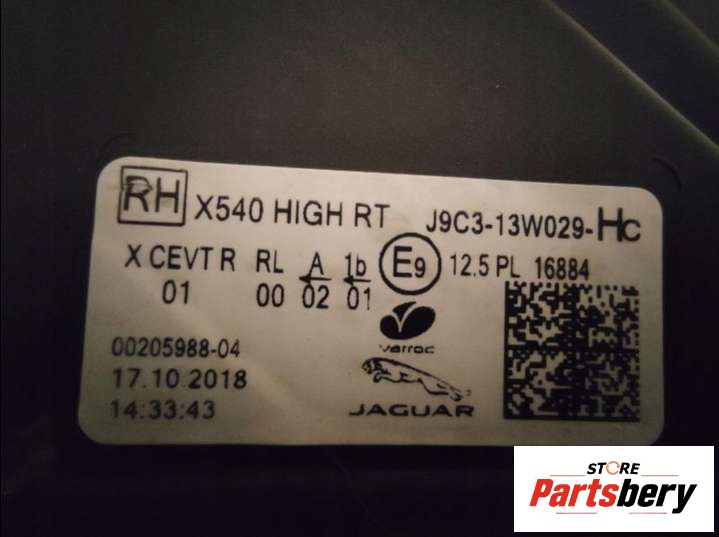 RH X540 HIGH RT J9C3-13W029-Hc
X CEVT R RL A 1b E9 12.5 PL 16884
01 00 02 01
varroc
00205988-04
17.10.2018
14:33:43
JAGUAR
STORE
Partsbery